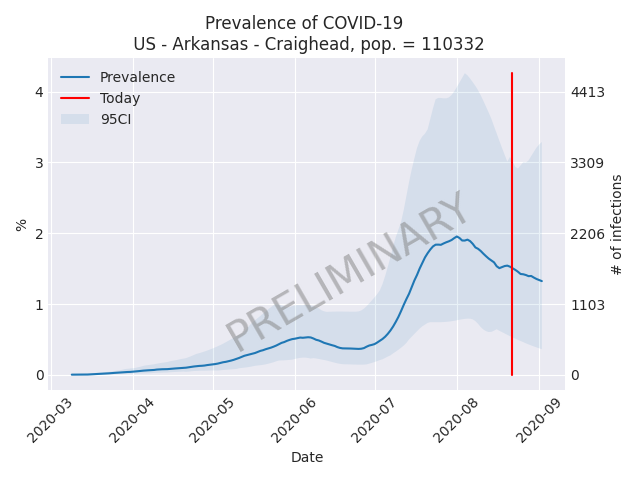 Prevalence of COVID-19
US - Arkansas - Craighead, pop. = 110332
Prevalence
Today
95CI
4
3
2
1
0
%
4413
3309
2206
1103
0
# of infections
PRELIMINARY
2020-03
2020-04
2020-05
2020-06
2020-07
2020-08
2020-09
Date